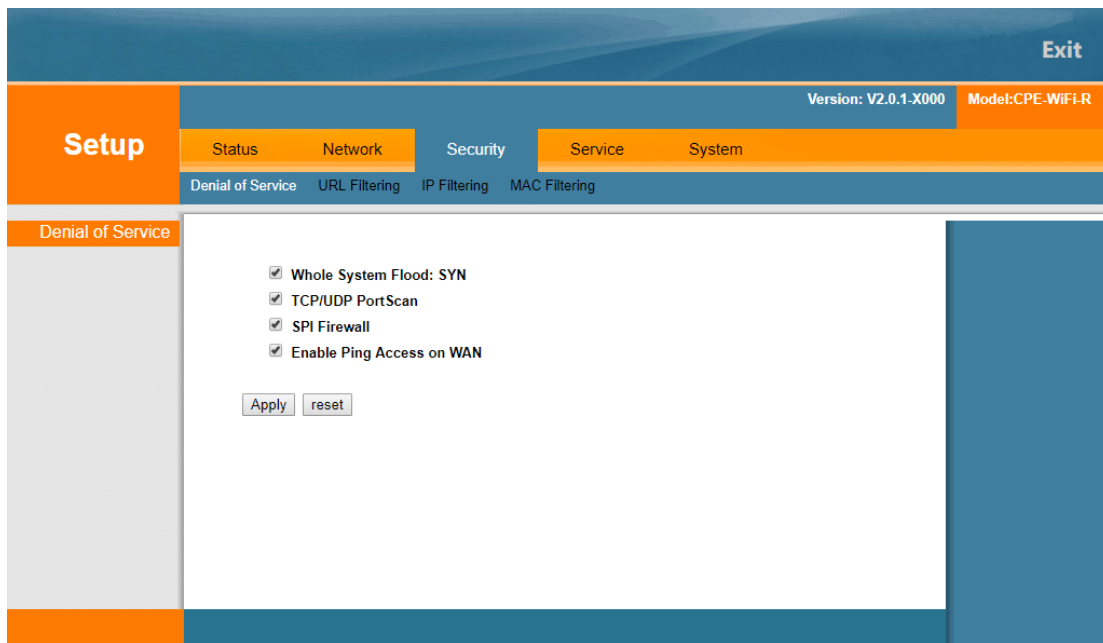 Exit
Version: V2.0.1-X000 Model:CPE-WiFi-R
Setup
Status Network Security Service System
Denial of Service URL Filtering IP Filtering MAC Filtering
Denial of Service
Whole System Flood: SYN
TCP/UDP PortScan
SPI Firewall
Enable Ping Access on WAN
Apply reset